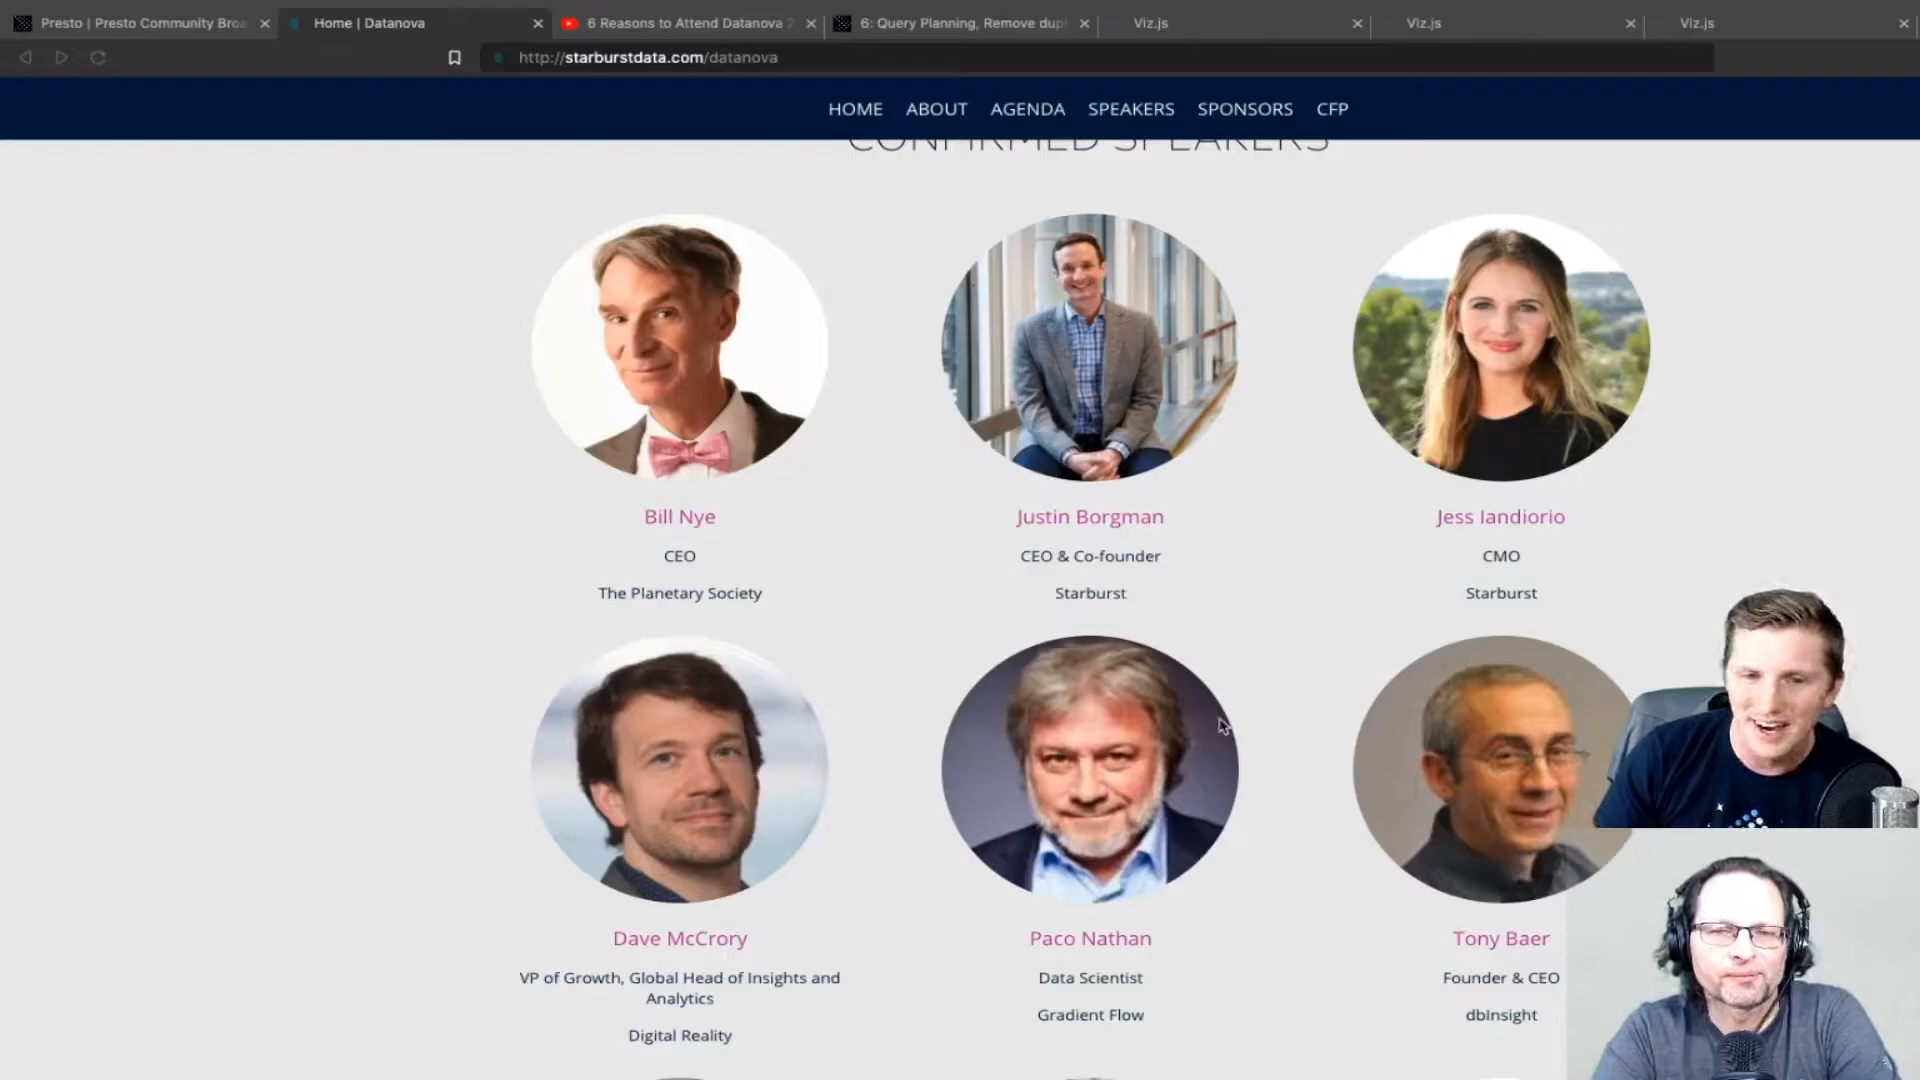 Presto | Presto Community Broa
Home | Datanova
6 Reasons to Attend Datanova 2
6: Query Planning, Remove dup
Viz.js
Viz.js
Viz.js
http://starburstdata.com/datanova
HOME ABOUT AGENDA SPEAKERS SPONSORS CFP
CONFIRMED SPEAKERS
Bill Nye
CEO
The Planetary Society
Justin Borgman
CEO & Co-founder
Starburst
Jess Iandiorio
CMO
Starburst
Dave McCrory
VP of Growth, Global Head of Insights and
Analytics
Digital Reality
Paco Nathan
Data Scientist
Gradient Flow
Tony Baer
Founder & CEO
dbInsight